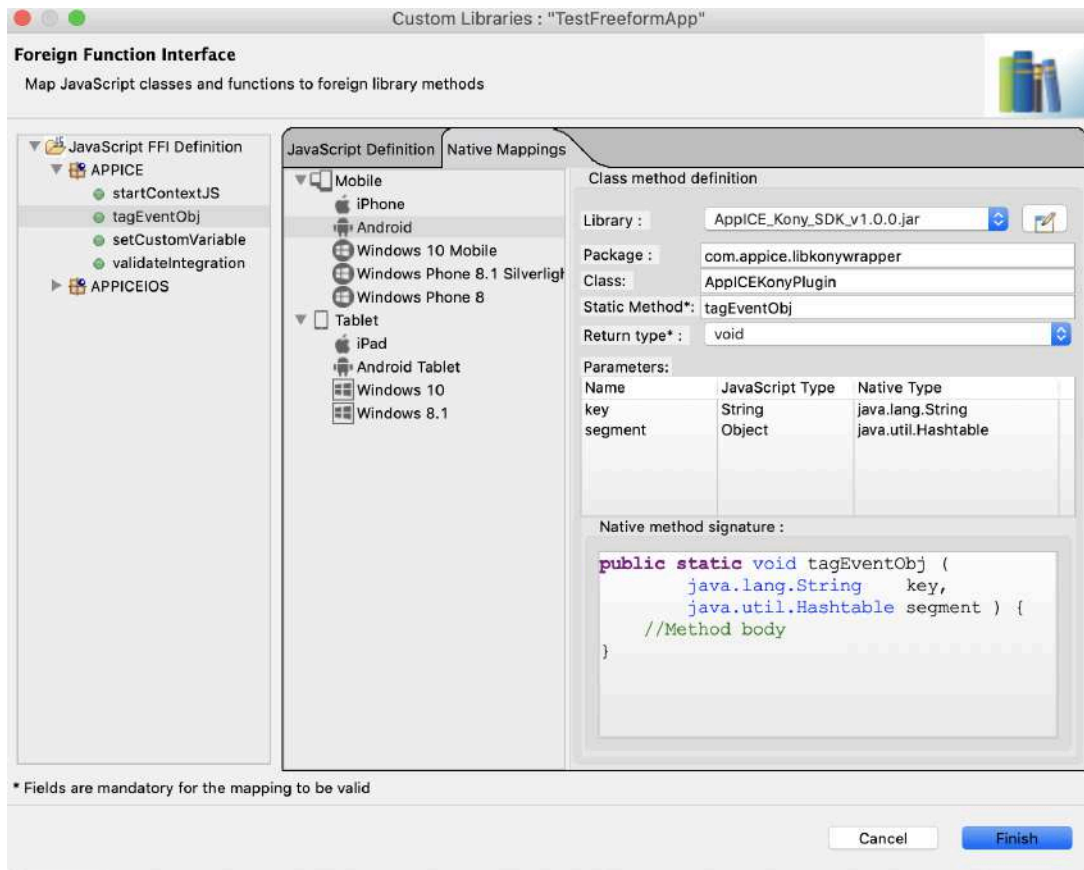 Custom Libraries : "TestFreeformApp"
Foreign Function Interface
Map JavaScript classes and functions to foreign library methods
JavaScript FFI Definition
APPICE
startContextJS
tagEventObj
setCustomVariable
validateIntegration
APPICEIOS
JavaScript Definition
Native Mappings
Mobile
iPhone
Android
Windows 10 Mobile
Windows Phone 8.1 Silverligh
Windows Phone 8
Tablet
iPad
Android Tablet
Windows 10
Windows 8.1
Class method definition
Library : AppICE_Kony_SDK_v1.0.0.jar
Package : com.appice.libkonywrapper
Class: AppICEKonyPlugin
Static Method*: tagEventObj
Return type* : void
Parameters:
Name JavaScript Type Native Type
key String java.lang.String
segment Object java.util.Hashtable
Native method signature :
public static void tagEventObj (
java.lang.String key,
java.util.Hashtable segment ) {
//Method body
}
* Fields are mandatory for the mapping to be valid
Cancel Finish